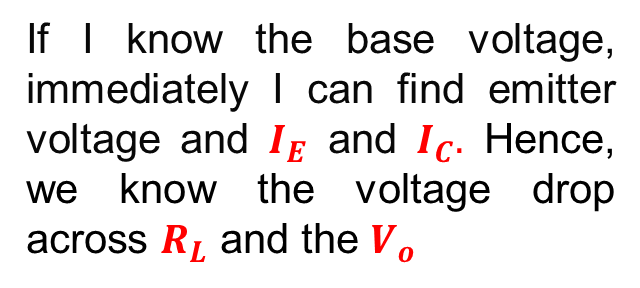 If I know the base voltage,
immediately I can find emitter
voltage and I_E and I_C. Hence,
we know the voltage drop
across R_L and the V_o